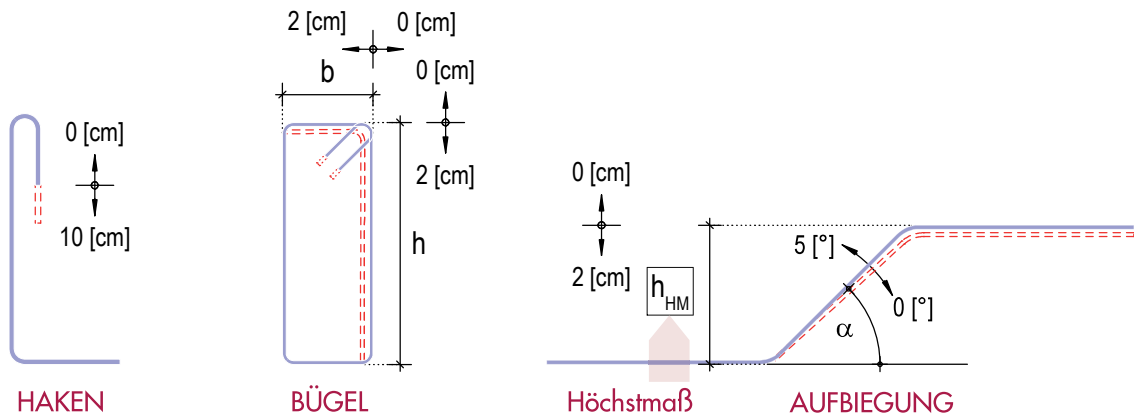 0 [cm]
10 [cm]
HAKEN
2 [cm]
0 [cm]
b
0 [cm]
2 [cm]
h
BÜGEL
0 [cm]
2 [cm]
hHM
Höchstmaß
5 [°]
0 [°]
α
AUFBIEGUNG